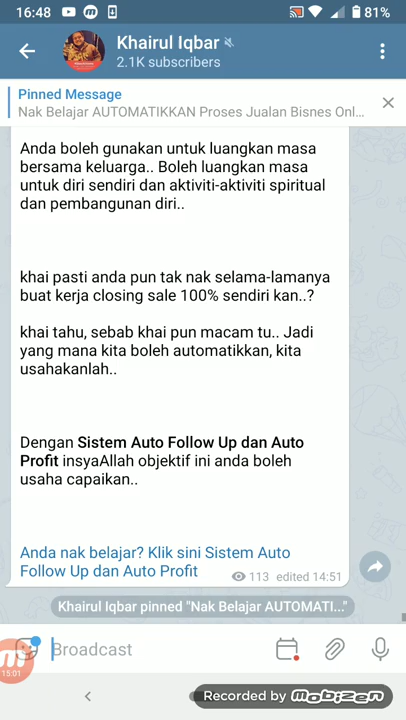 16:48
81%
Khairul Iqbar
2.1K subscribers
Pinned Message
Nak Belajar AUTOMATIKKAN Proses Jualan Bisnes Onl...
Anda boleh gunakan untuk luangkan masa
bersama keluarga.. Boleh luangkan masa
untuk diri sendiri dan aktiviti-aktiviti spiritual
dan pembangunan diri..
khai pasti anda pun tak nak selama-lamanya
buat kerja closing sale 100% sendiri kan..?
khai tahu, sebab khai pun macam tu.. Jadi
yang mana kita boleh automatikkan, kita
usahakanlah..
Dengan Sistem Auto Follow Up dan Auto
Profit insyaAllah objektif ini anda boleh
usaha capaikan..
Anda nak belajar? Klik sini Sistem Auto
Follow Up dan Auto Profit
113 edited 14:51
Khairul Iqbar pinned "Nak Belajar AUTOMATI..."
Broadcast
15:01
Recorded by mobizen